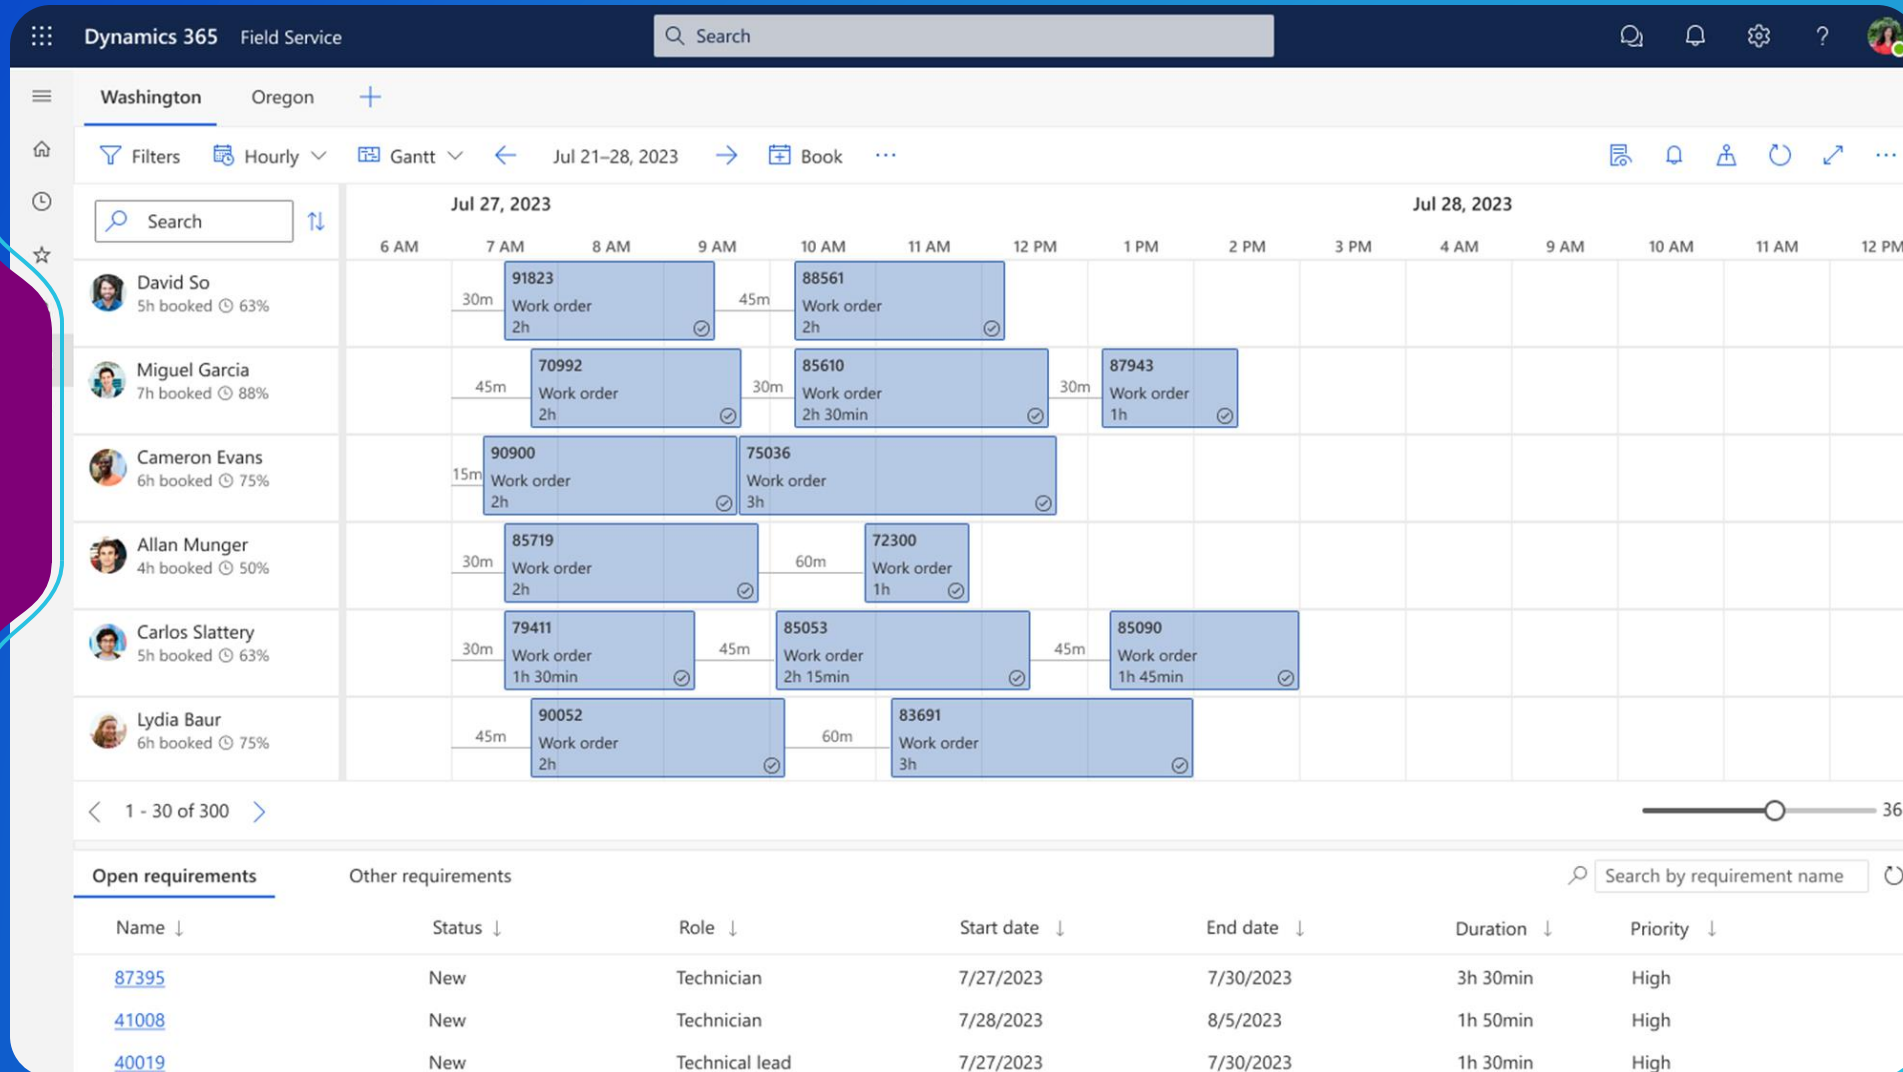 Dynamics 365 Field Service Search ?
Washington Oregon
Filters Hourly Gantt Jul 21–28, 2023 Book
Search
Jul 27, 2023 Jul 28, 2023
6 AM 7 AM 8 AM 9 AM 10 AM 11 AM 12 PM 1 PM 2 PM 3 PM 4 AM 9 AM 10 AM 11 AM 12 PM
David So
5h booked 63%
30m
91823
Work order
2h
45m
88561
Work order
2h
Miguel Garcia
7h booked 88%
45m
70992
Work order
2h
30m
85610
Work order
2h 30min
30m
87943
Work order
1h
Cameron Evans
6h booked 75%
15m
90900
Work order
2h
75036
Work order
3h
Allan Munger
4h booked 50%
30m
85719
Work order
2h
60m
72300
Work order
1h
Carlos Slattery
5h booked 63%
30m
79411
Work order
1h 30min
45m
85053
Work order
2h 15min
45m
85090
Work order
1h 45min
Lydia Baur
6h booked 75%
45m
90052
Work order
2h
60m
83691
Work order
3h
1 - 30 of 300
36
Open requirements Other requirements Search by requirement name
Name Status Role Start date End date Duration Priority
87395 New Technician 7/27/2023 7/30/2023 3h 30min High
41008 New Technician 7/28/2023 8/5/2023 1h 50min High
40019 New Technical lead 7/27/2023 7/30/2023 1h 30min High